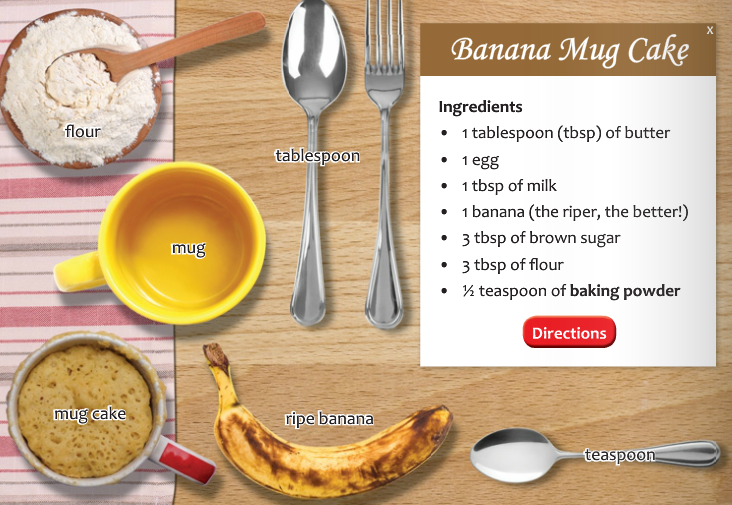 flour
tablespoon
mug
mug cake
ripe banana
teaspoon
x
Banana Mug Cake
Ingredients
• 1 tablespoon (tbsp) of butter
• 1 egg
• 1 tbsp of milk
• 1 banana (the riper, the better!)
• 3 tbsp of brown sugar
• 3 tbsp of flour
• ½ teaspoon of baking powder
Directions